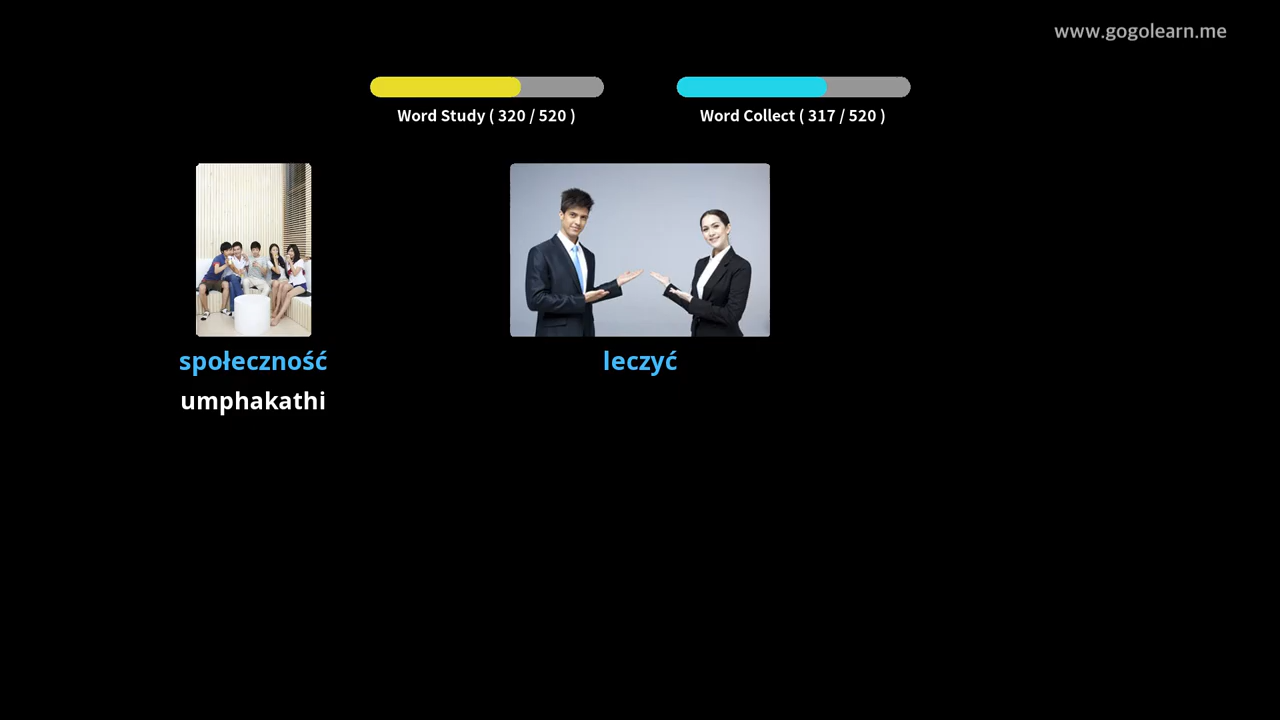 www.gogolearn.me
Word Study ( 320 / 520 )
Word Collect ( 317 / 520 )
społeczność
leczyć
umphakathi